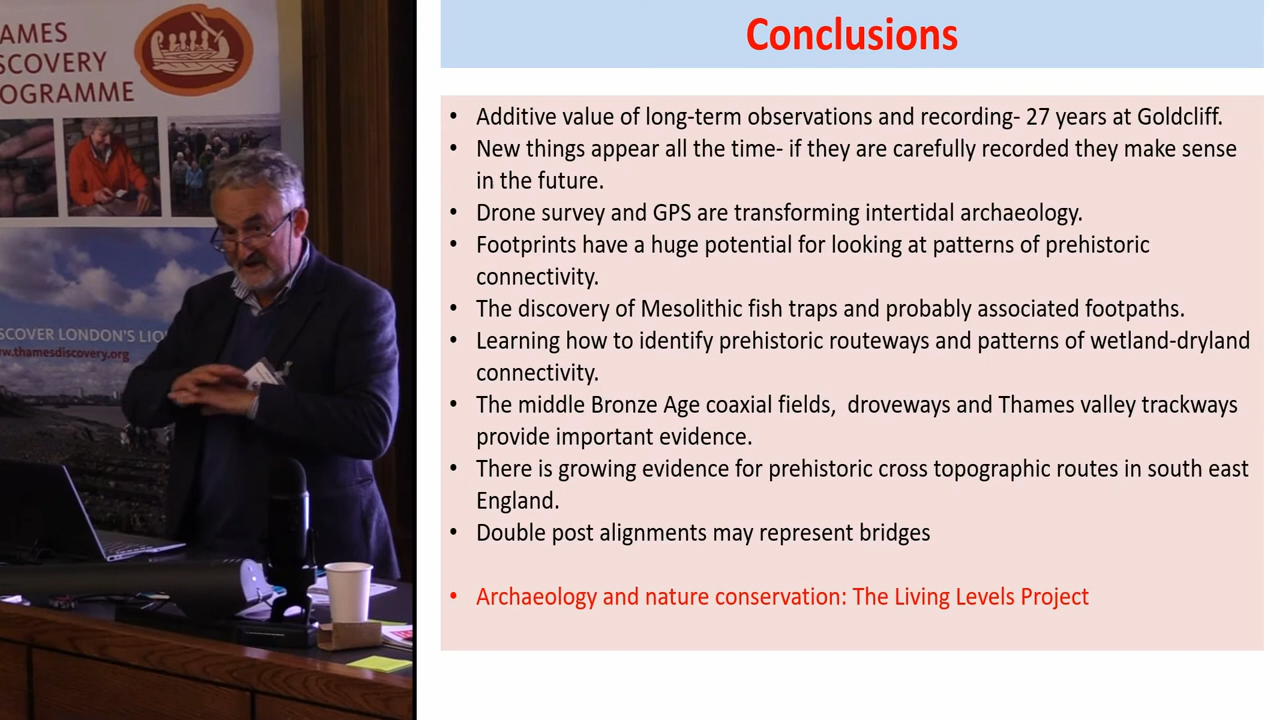 AMES
SCOVERY
OGRAMME
SCOVER LONDON'S
w.thamesdiscovery.org
Conclusions
• Additive value of long-term observations and recording- 27 years at Goldcliff.
• New things appear all the time- if they are carefully recorded they make sense
in the future.
• Drone survey and GPS are transforming intertidal archaeology.
• Footprints have a huge potential for looking at patterns of prehistoric
connectivity.
• The discovery of Mesolithic fish traps and probably associated footpaths.
• Learning how to identify prehistoric routeways and patterns of wetland-dryland
connectivity.
• The middle Bronze Age coaxial fields,  droveways and Thames valley trackways
provide important evidence.
• There is growing evidence for prehistoric cross topographic routes in south east
England.
• Double post alignments may represent bridges
• Archaeology and nature conservation: The Living Levels Project